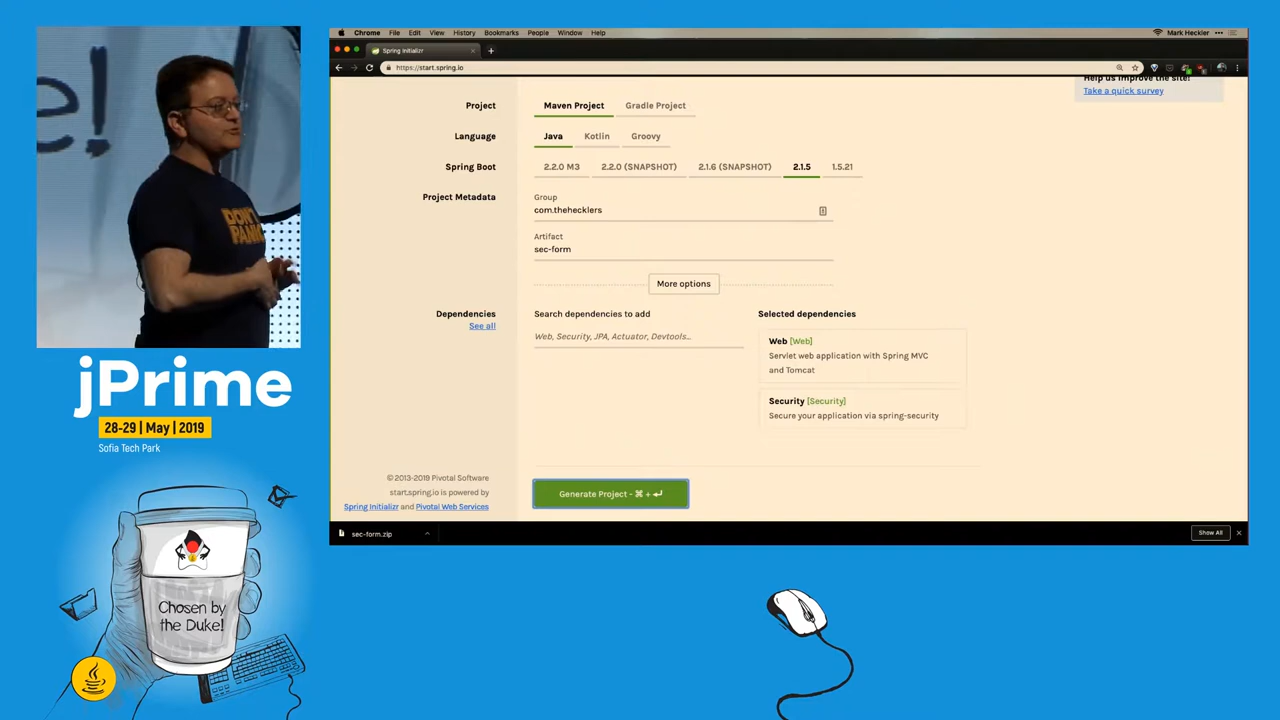 e!
DON'T
PANIC
jPrime
28-29 | May | 2019
Sofia Tech Park
Chosen by
the Duke!
Chrome File Edit View History Bookmarks People Window Help
Mark Heckler
Spring Initializr
https://start.spring.io
Help us improve the site!
Take a quick survey
Project
Maven Project Gradle Project
Language
Java Kotlin Groovy
Spring Boot
2.2.0 M3 2.2.0 (SNAPSHOT) 2.1.6 (SNAPSHOT) 2.1.5 1.5.21
Project Metadata
Group
com.thehecklers
Artifact
sec-form
More options
Dependencies
See all
Search dependencies to add
Web, Security, JPA, Actuator, Devtools...
Selected dependencies
Web [Web]
Servlet web application with Spring MVC
and Tomcat
Security [Security]
Secure your application via spring-security
© 2013-2019 Pivotal Software
start.spring.io is powered by
Spring Initializr and Pivotal Web Services
Generate Project - ⌘ + ↵
sec-form.zip
Show All